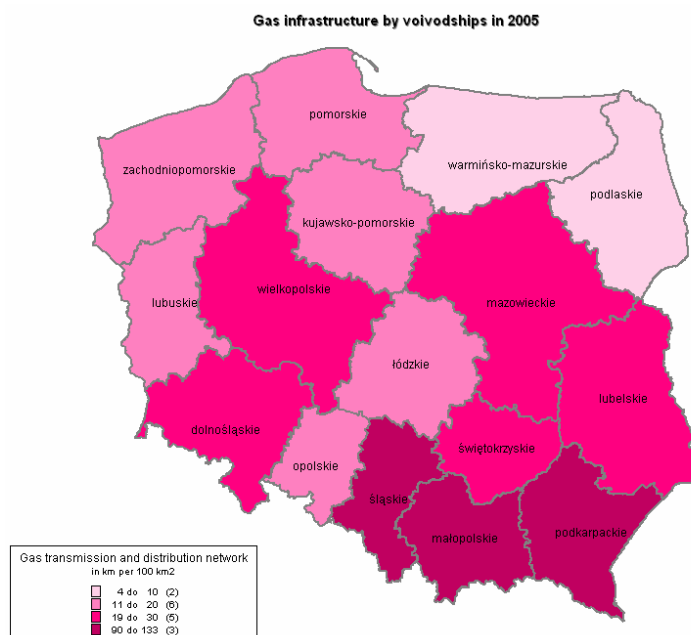 Gas infrastructure by voivodships in 2005
pomorskie
warmińsko-mazurskie
zachodniopomorskie
podlaskie
kujawsko-pomorskie
wielkopolskie
mazowieckie
lubuskie
łódzkie
lubelskie
dolnośląskie
świętokrzyskie
opolskie
śląskie
podkarpackie
małopolskie
Gas transmission and distribution network
in km per 100 km2
4 do 10 (2)
11 do 20 (6)
19 do 30 (5)
90 do 133 (3)